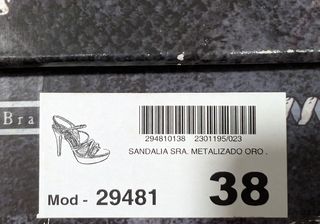 Bra
294810138 2301195/023
SANDALIA SRA. METALIZADO ORO .
Mod - 29481 38